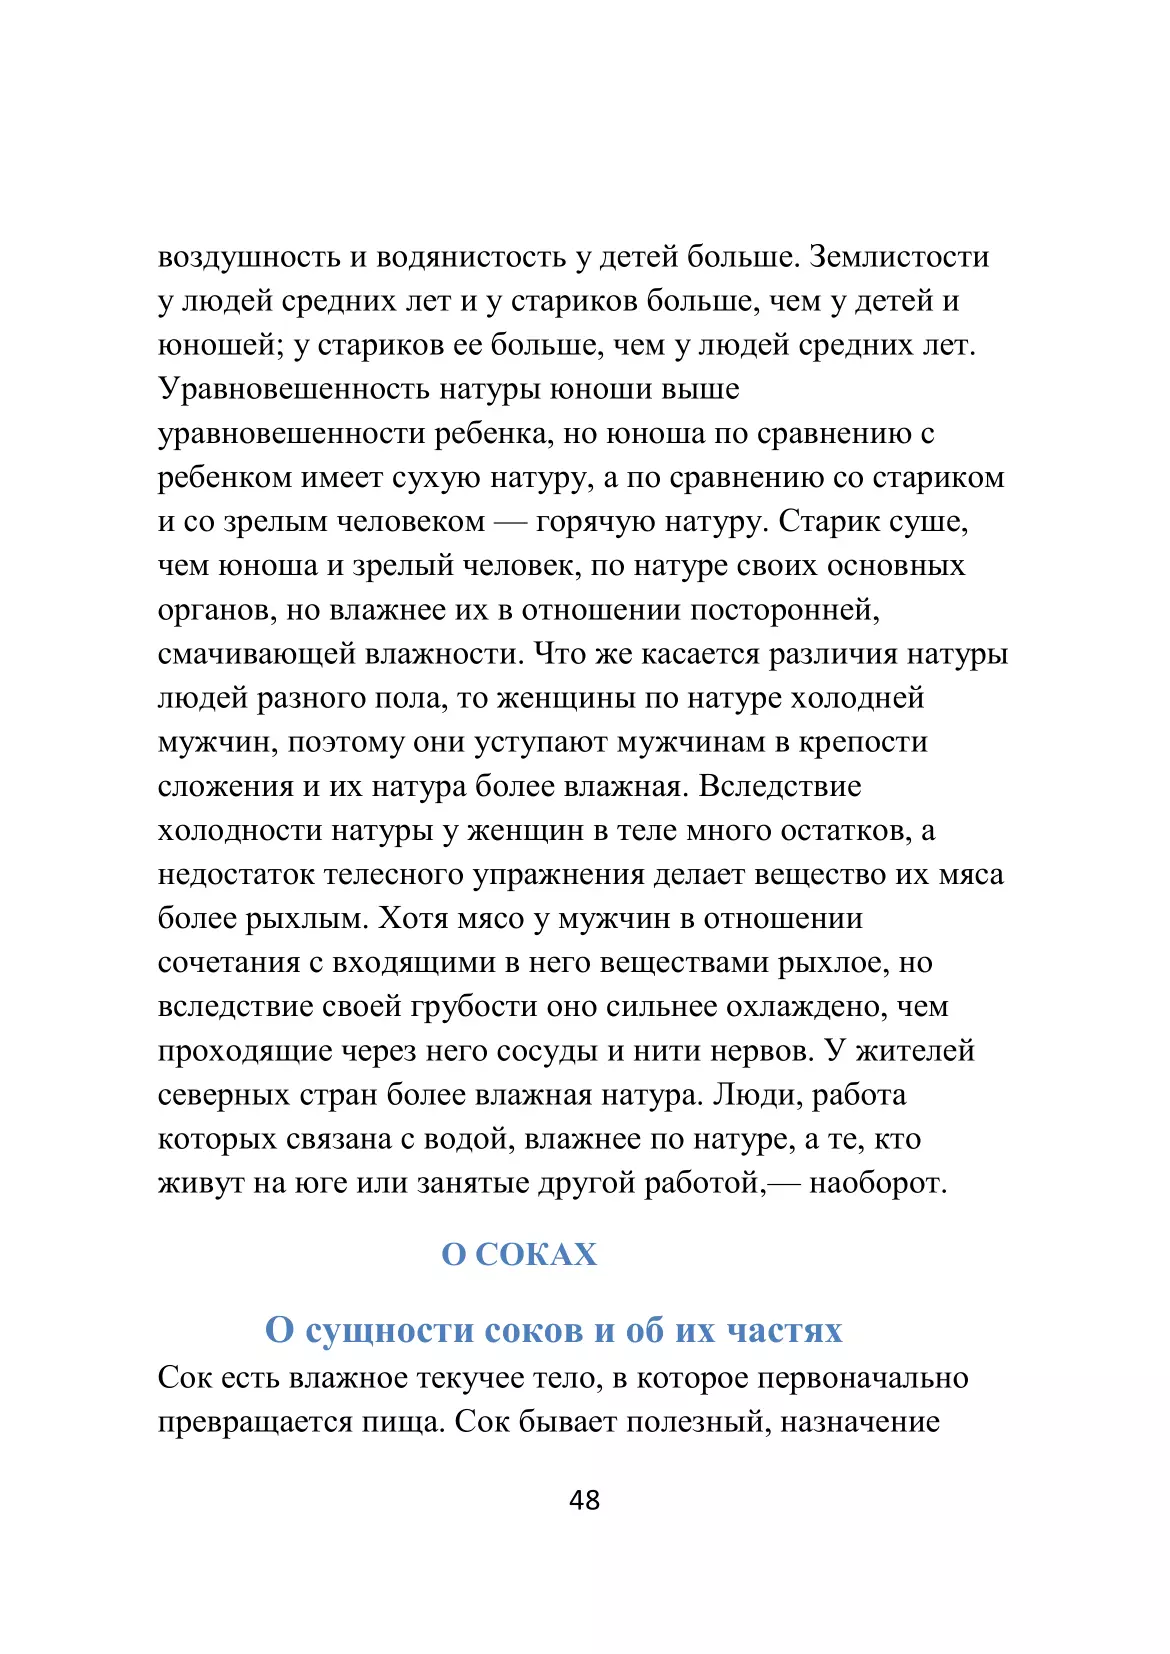 воздушность и водянистость у детей больше. Землистости
у людей средних лет и у стариков больше, чем у детей и
юношей; у стариков ее больше, чем у людей средних лет.
Уравновешенность натуры юноши выше
уравновешенности ребенка, но юноша по сравнению с
ребенком имеет сухую натуру, а по сравнению со стариком
и со зрелым человеком — горячую натуру. Старик суше,
чем юноша и зрелый человек, по натуре своих основных
органов, но влажнее их в отношении посторонней,
смачивающей влажности. Что же касается различия натуры
людей разного пола, то женщины по натуре холодней
мужчин, поэтому они уступают мужчинам в крепости
сложения и их натура более влажная. Вследствие
холодности натуры у женщин в теле много остатков, а
недостаток телесного упражнения делает вещество их мяса
более рыхлым. Хотя мясо у мужчин в отношении
сочетания с входящими в него веществами рыхлое, но
вследствие своей грубости оно сильнее охлаждено, чем
проходящие через него сосуды и нити нервов. У жителей
северных стран более влажная натура. Люди, работа
которых связана с водой, влажнее по натуре, а те, кто
живут на юге или занятые другой работой,— наоборот.
О СОКАХ
О сущности соков и об их частях
Сок есть влажное текучее тело, в которое первоначально
превращается пища. Сок бывает полезный, назначение
48